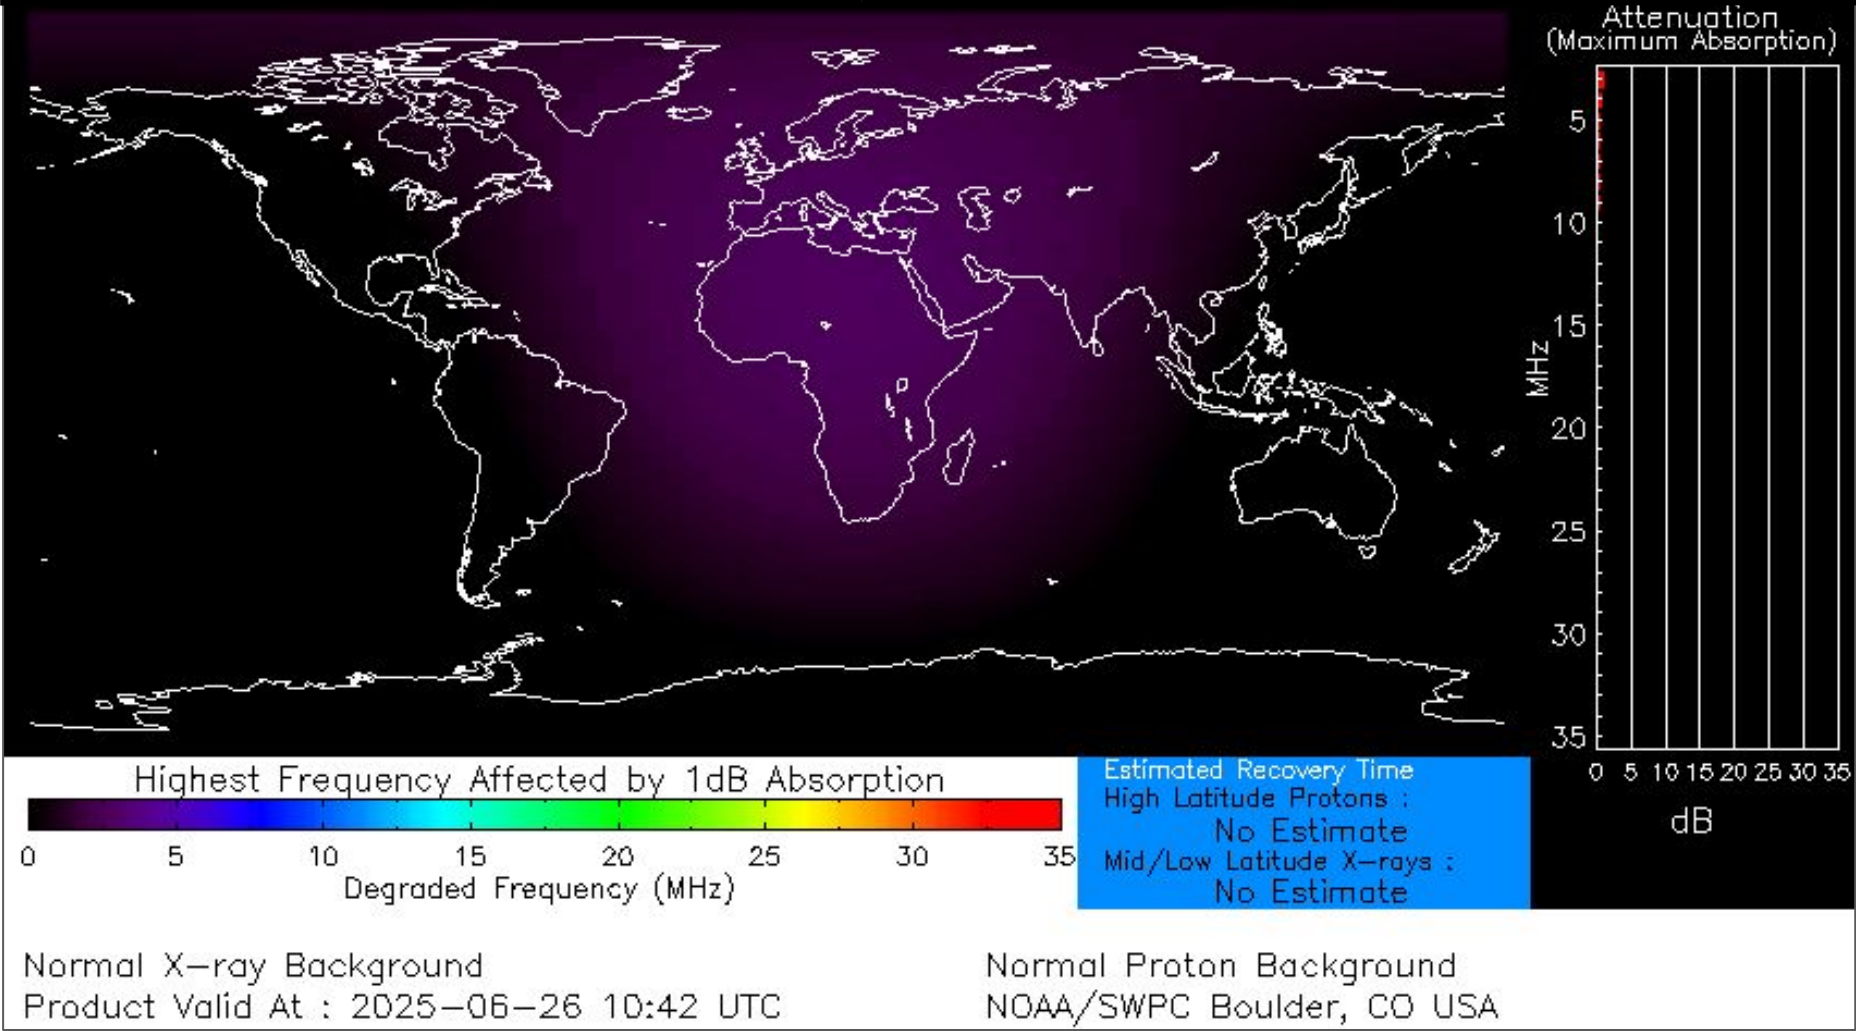 Attenuation
(Maximum Absorption)
5
10
15
20
25
30
35
MHz
0 5 10 15 20 25 30 35
dB
Highest Frequency Affected by 1dB Absorption
0 5 10 15 20 25 30 35
Degraded Frequency (MHz)
Estimated Recovery Time
High Latitude Protons :
No Estimate
Mid/Low Latitude X-rays :
No Estimate
Normal X-ray Background
Product Valid At : 2025-06-26 10:42 UTC
Normal Proton Background
NOAA/SWPC Boulder, CO USA